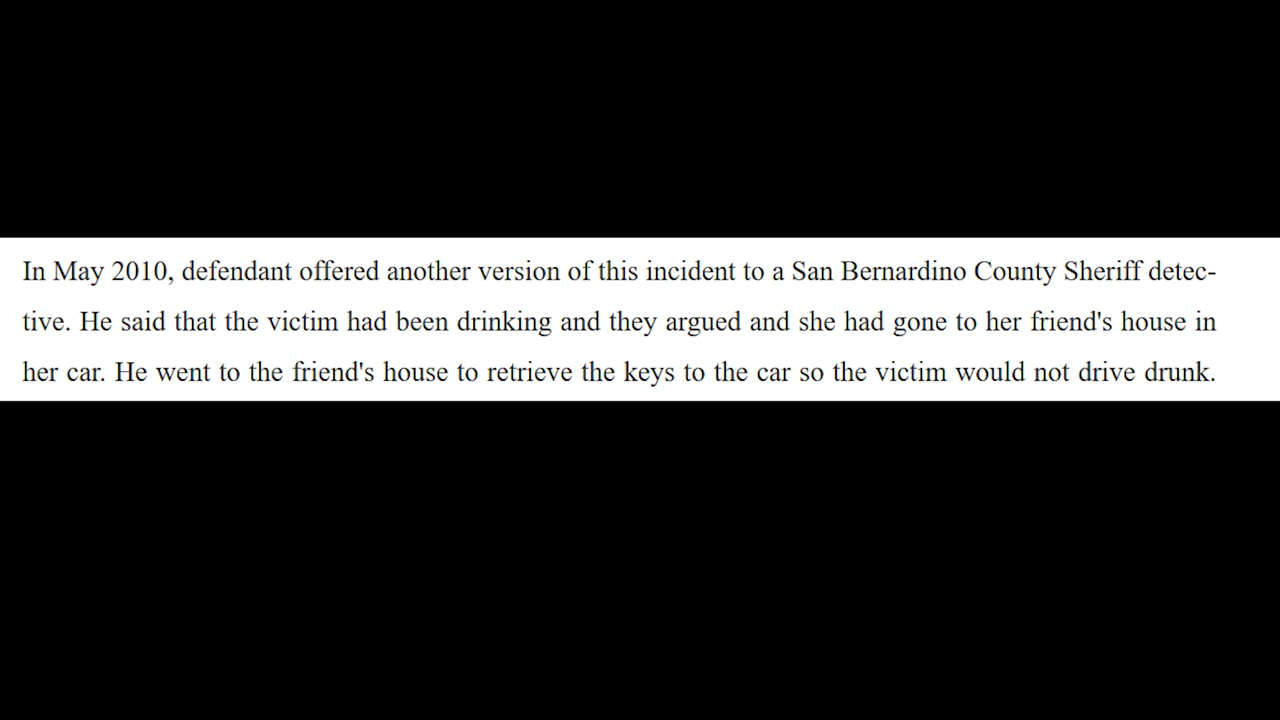 In May 2010, defendant offered another version of this incident to a San Bernardino County Sheriff detec-
tive. He said that the victim had been drinking and they argued and she had gone to her friend's house in
her car. He went to the friend's house to retrieve the keys to the car so the victim would not drive drunk.